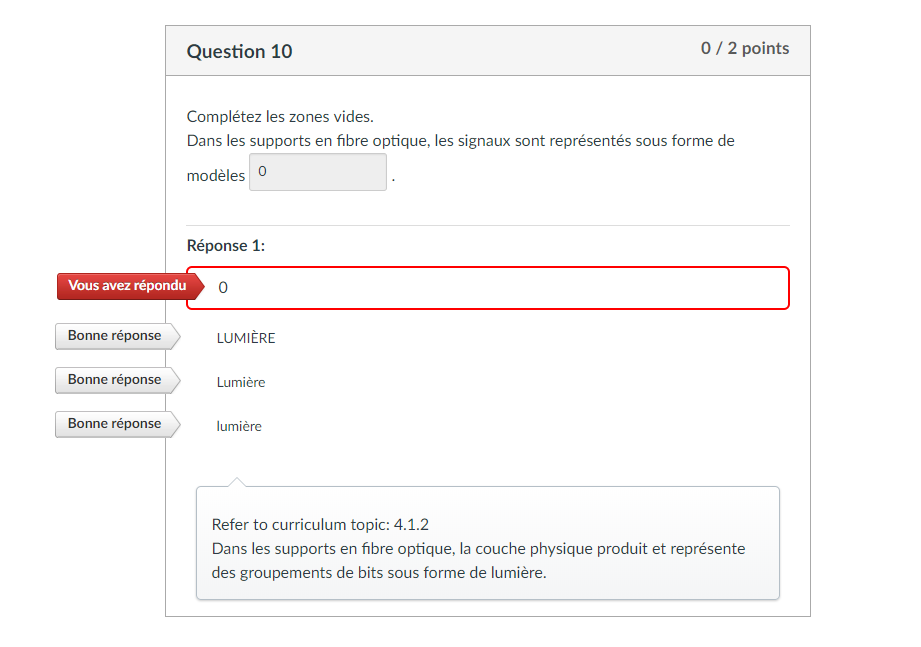 Question 10
0 / 2 points
Complétez les zones vides.
Dans les supports en fibre optique, les signaux sont représentés sous forme de
modèles 0 .
Réponse 1:
Vous avez répondu 0
Bonne réponse LUMIÈRE
Bonne réponse Lumière
Bonne réponse lumière
Refer to curriculum topic: 4.1.2
Dans les supports en fibre optique, la couche physique produit et représente
des groupements de bits sous forme de lumière.